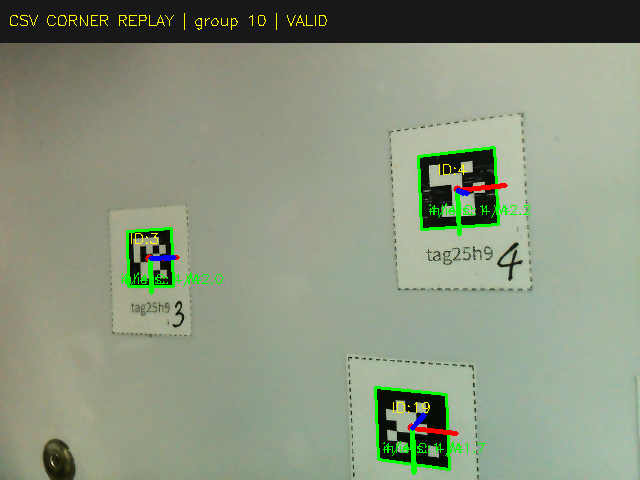 CSV CORNER REPLAY | group 10 | VALID
ID:4
tag25h9 4
ID:3
tag25h9 3
ID:19